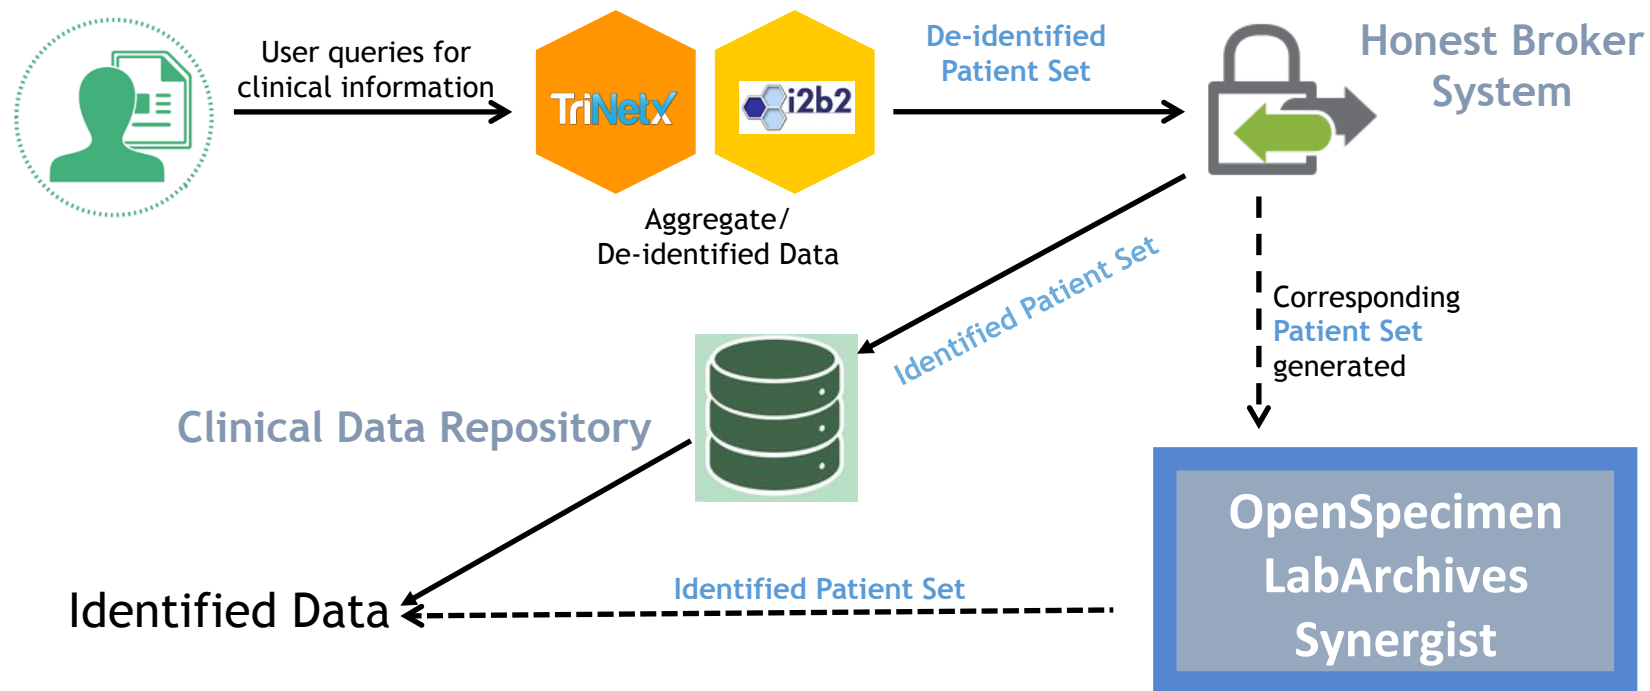 User queries for
clinical information
TriNetX
i2b2
Aggregate/
De-identified Data
De-identified
Patient Set
Honest Broker
System
Identified Patient Set
Corresponding
Patient Set
generated
Clinical Data Repository
OpenSpecimen
LabArchives
Synergist
Identified Patient Set
Identified Data